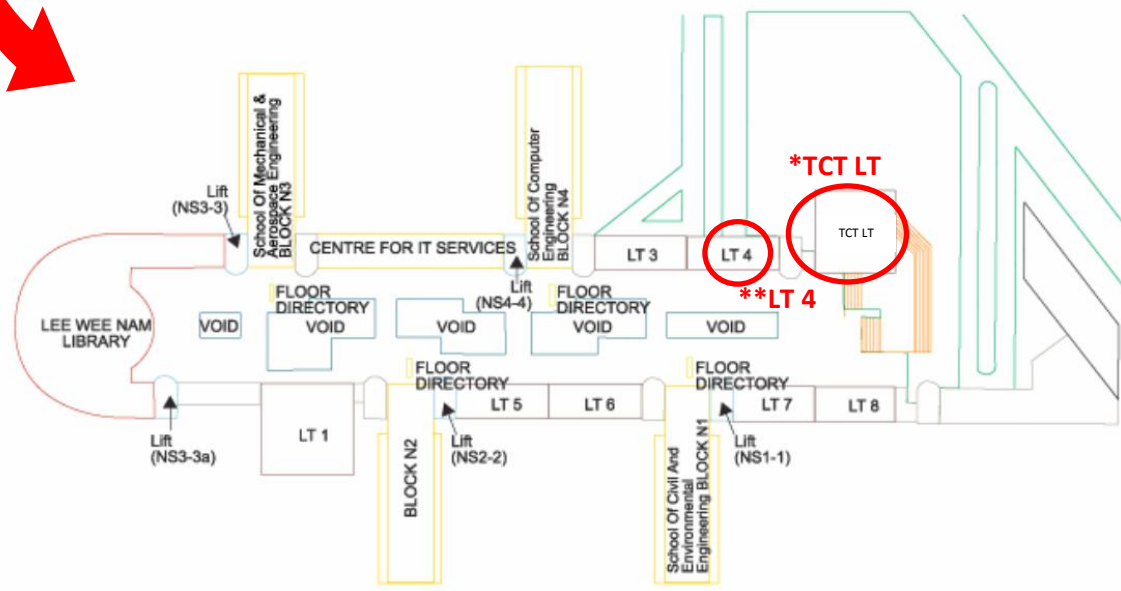 School Of Mechanical &
Aerospace Engineering
BLOCK N3
School Of Computer
Engineering
BLOCK N4
*TCT LT
TCT LT
Lift
(NS3-3)
CENTRE FOR IT SERVICES
LT 3
LT 4
**LT 4
Lift
(NS4-4)
FLOOR
DIRECTORY
FLOOR
DIRECTORY
LEE WEE NAM
LIBRARY
VOID
VOID
VOID
VOID
VOID
FLOOR
DIRECTORY
FLOOR
DIRECTORY
LT 5
LT 6
LT 7
LT 8
LT 1
Lift
(NS3-3a)
BLOCK N2
Lift
(NS2-2)
School Of Civil And
Environmental
Engineering BLOCK N1
Lift
(NS1-1)